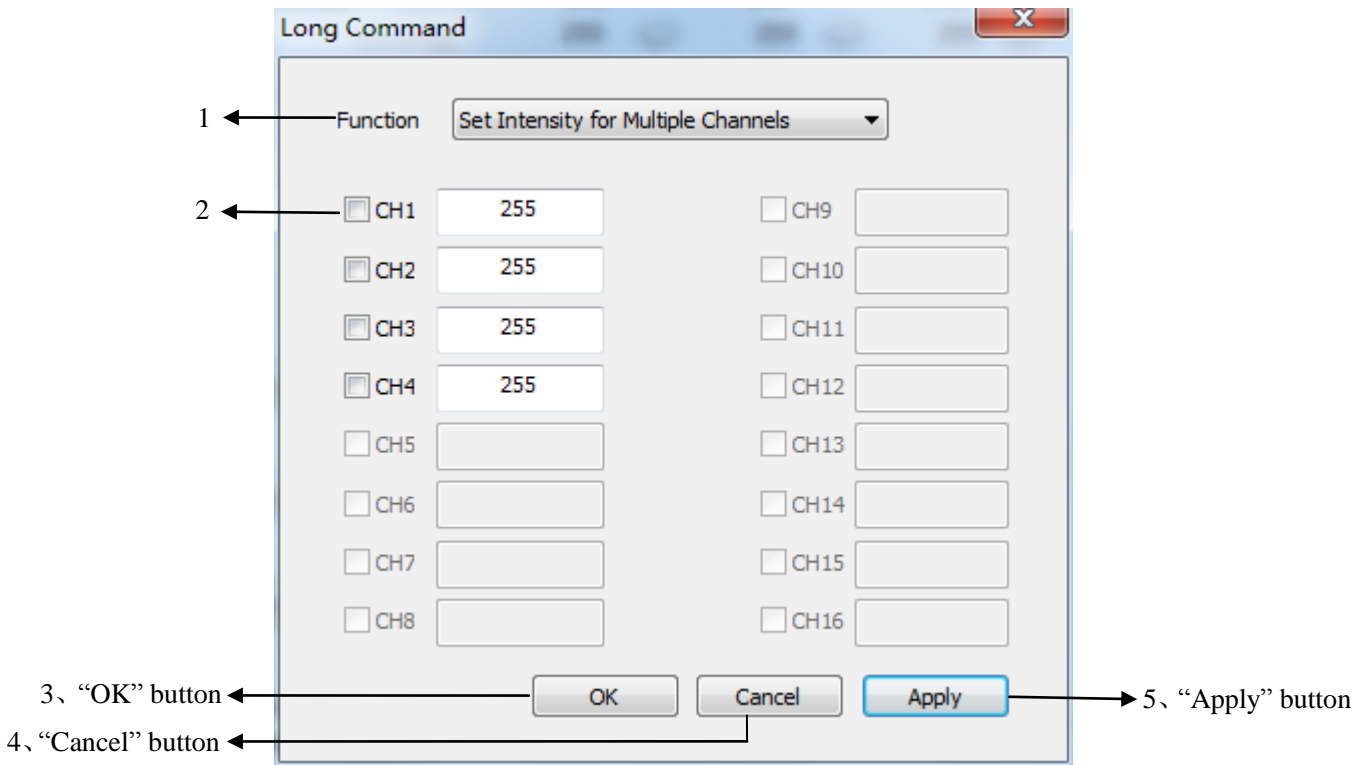 Long Command
X
1
Function
Set Intensity for Multiple Channels
2
CH1 255 CH9
CH2 255 CH10
CH3 255 CH11
CH4 255 CH12
CH5 CH13
CH6 CH14
CH7 CH15
CH8 CH16
3、“OK” button
OK Cancel Apply
5、“Apply” button
4、“Cancel” button